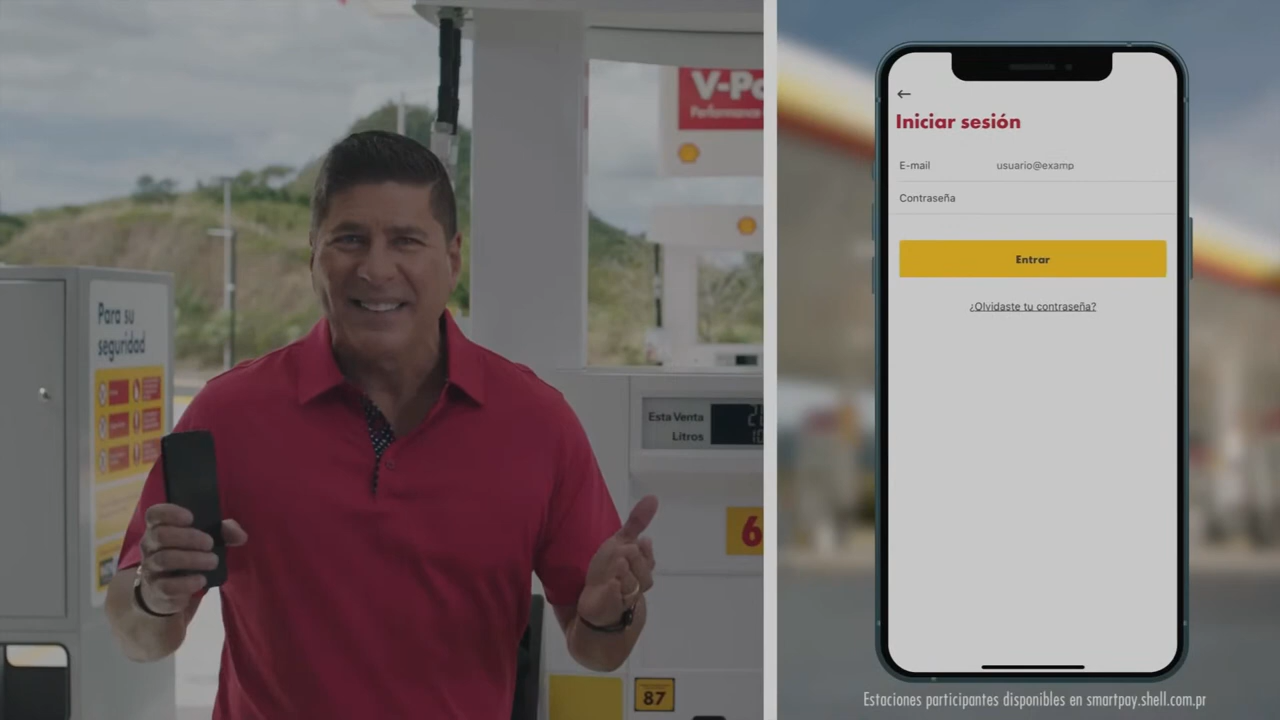 V-Po
Performance
Para su
seguridad
Esta Venta
Litros
6
87
Iniciar sesión
E-mail
usuario@examp
Contraseña
Entrar
¿Olvidaste tu contraseña?
Estaciones participantes disponibles en smartpay.shell.com.pr